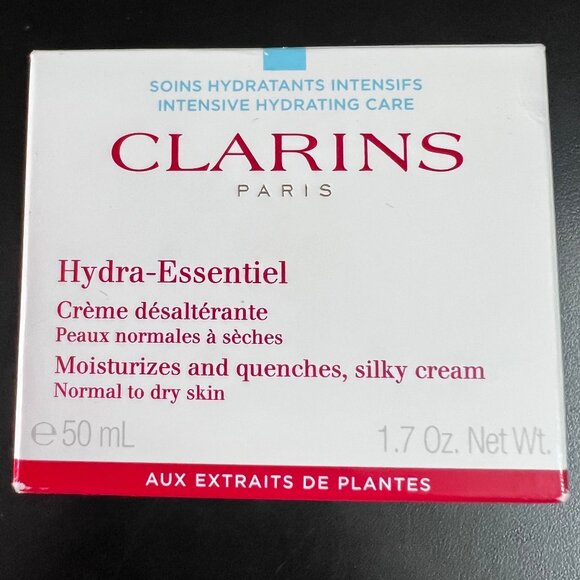 SOINS HYDRATANTS INTENSIFS
INTENSIVE HYDRATING CARE
CLARINS
PARIS
Hydra-Essentiel
Crème désaltérante
Peaux normales à sèches
Moisturizes and quenches, silky cream
Normal to dry skin
℮ 50 mL 1.7 Oz. Net Wt.
AUX EXTRAITS DE PLANTES